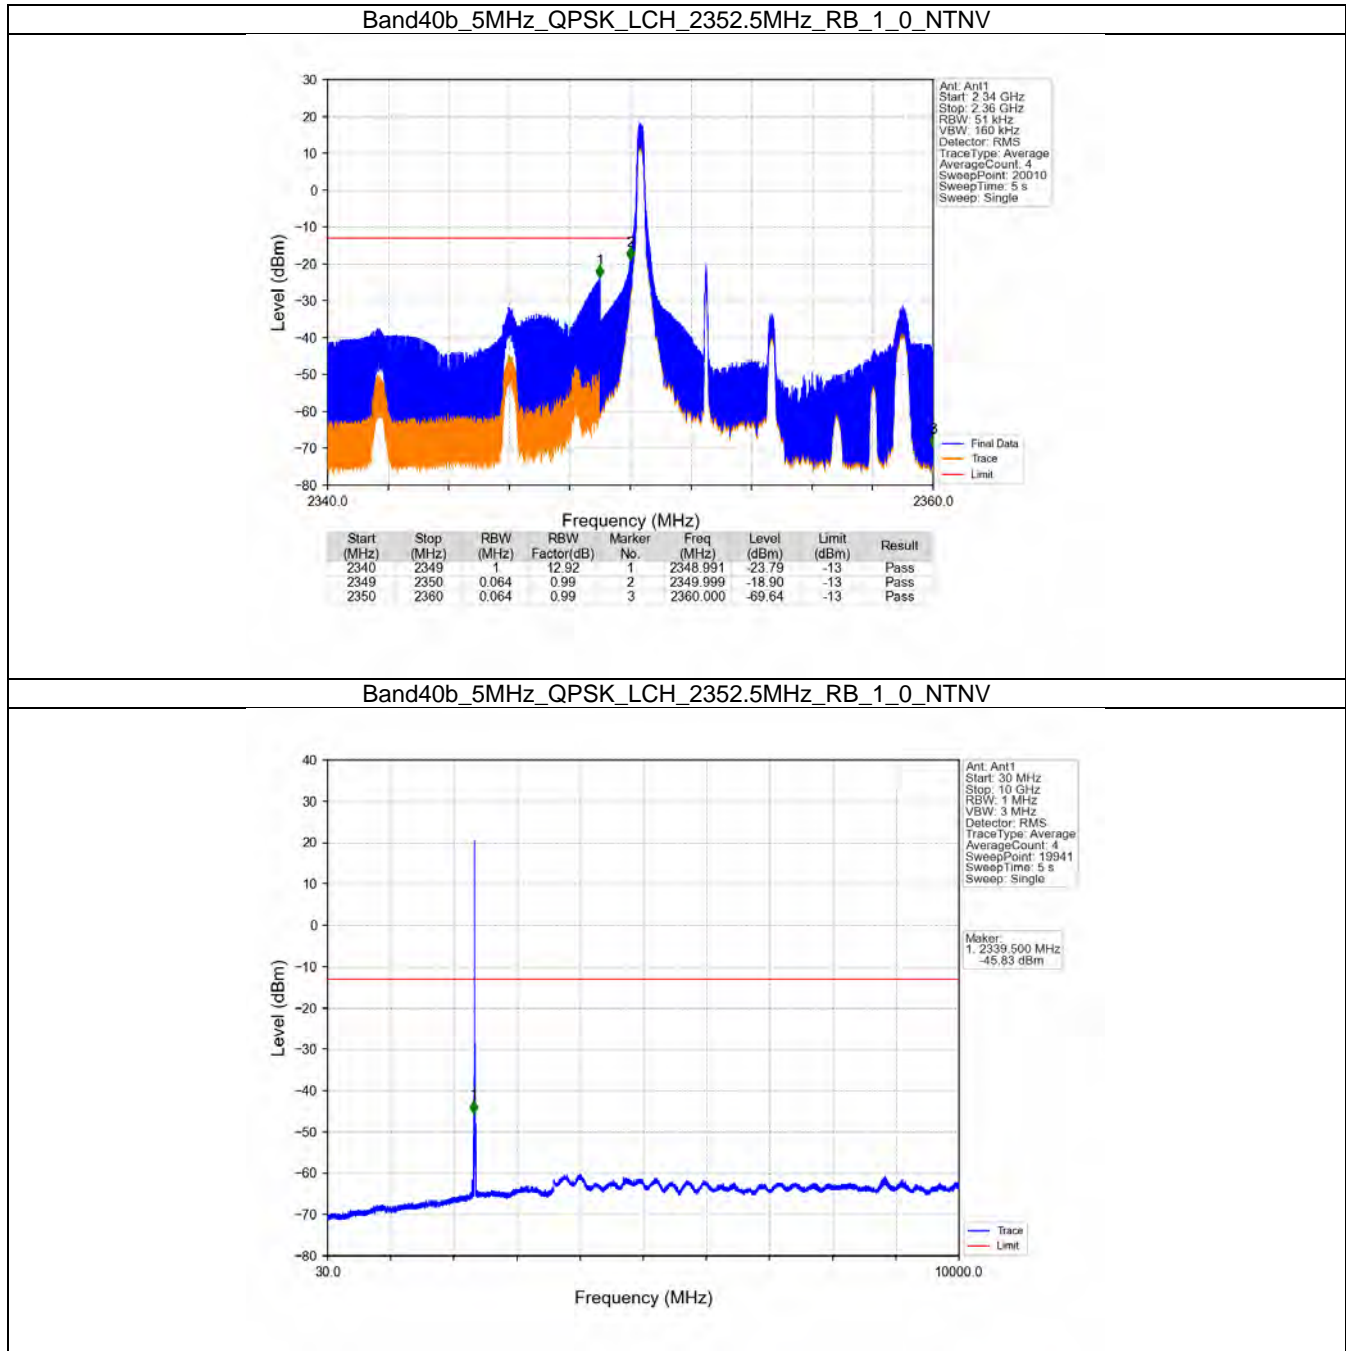 Band40b_5MHz_QPSK_LCH_2352.5MHz_RB_1_0_NTNV
30
20
10
0
−10
−20
−30
−40
−50
−60
−70
−80
Level (dBm)
1
2
3
2340.0
2360.0
Frequency (MHz)
Ant: Ant1
Start: 2.34 GHz
Stop: 2.36 GHz
RBW: 51 kHz
VBW: 160 kHz
Detector: RMS
TraceType: Average
AverageCount: 4
SweepPoint: 20010
SweepTime: 5 s
Sweep: Single
Final Data
Trace
Limit
Start (MHz) Stop (MHz) RBW (MHz) RBW Factor(dB) Marker No. Freq (MHz) Level (dBm) Limit (dBm) Result
2340 2349 1 12.92 1 2348.991 -23.79 -13 Pass
2349 2350 0.064 0.99 2 2349.999 -18.90 -13 Pass
2350 2360 0.064 0.99 3 2360.000 -69.64 -13 Pass
Band40b_5MHz_QPSK_LCH_2352.5MHz_RB_1_0_NTNV
40
30
20
10
0
−10
−20
−30
−40
−50
−60
−70
−80
Level (dBm)
1
30.0
10000.0
Frequency (MHz)
Ant: Ant1
Start: 30 MHz
Stop: 10 GHz
RBW: 1 MHz
VBW: 3 MHz
Detector: RMS
TraceType: Average
AverageCount: 4
SweepPoint: 19941
SweepTime: 5 s
Sweep: Single
Maker:
1. 2339.500 MHz
-45.83 dBm
Trace
Limit